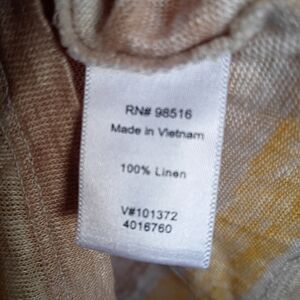 RN# 98516
Made in Vietnam
100% Linen
V#101372
4016760